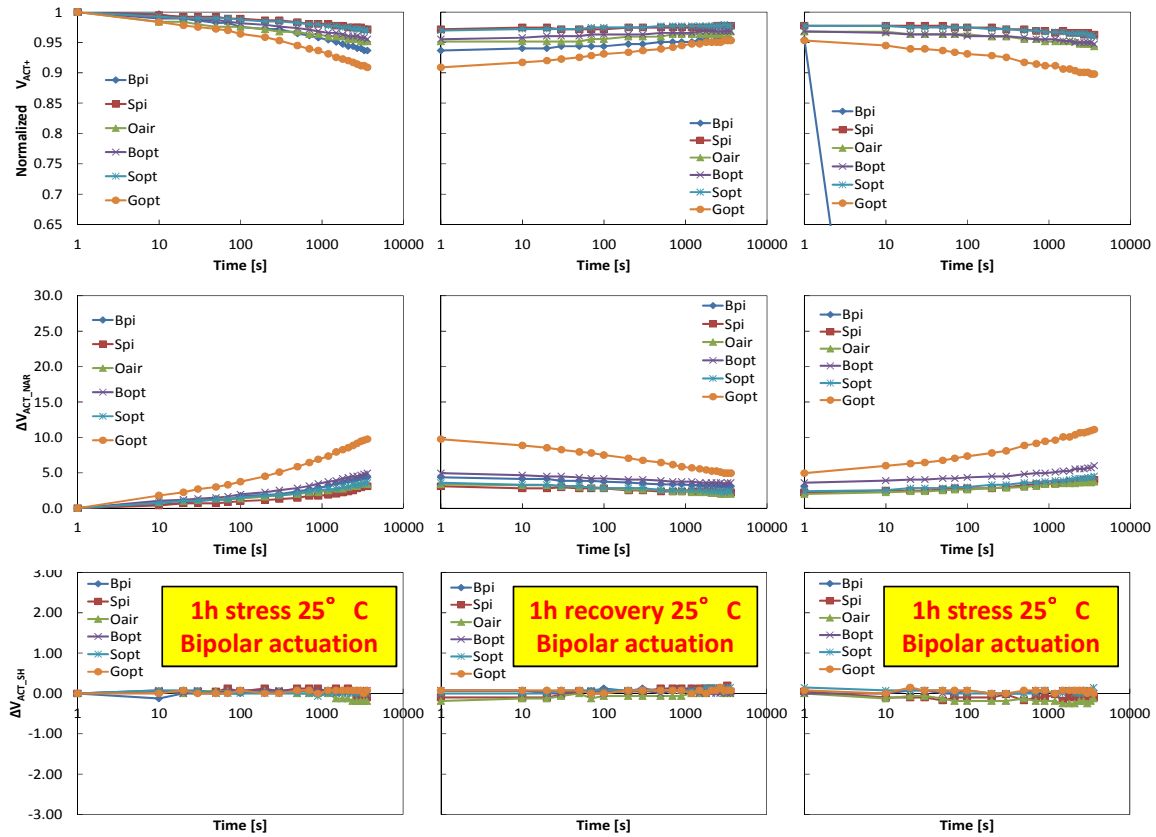 Normalized V_ACT+
1
0.95
0.9
0.85
0.8
0.75
0.7
0.65
Bpi
Spi
Oair
Bopt
Sopt
Gopt
1 10 100 1000 10000
Time [s]
Bpi
Spi
Oair
Bopt
Sopt
Gopt
1 10 100 1000 10000
Time [s]
Bpi
Spi
Oair
Bopt
Sopt
Gopt
1 10 100 1000 10000
Time [s]
ΔV_ACT_NAR
30.0
25.0
20.0
15.0
10.0
5.0
0.0
Bpi
Spi
Oair
Bopt
Sopt
Gopt
1 10 100 1000 10000
Time [s]
Bpi
Spi
Oair
Bopt
Sopt
Gopt
1 10 100 1000 10000
Time [s]
Bpi
Spi
Oair
Bopt
Sopt
Gopt
1 10 100 1000 10000
Time [s]
ΔV_ACT_SH
3.00
2.00
1.00
0.00
-1.00
-2.00
-3.00
Bpi
Spi
Oair
Bopt
Sopt
Gopt
1h stress 25° C
Bipolar actuation
1 10 100 1000 10000
Time [s]
Bpi
Spi
Oair
Bopt
Sopt
Gopt
1h recovery 25° C
Bipolar actuation
1 10 100 1000 10000
Time [s]
Bpi
Spi
Oair
Bopt
Sopt
Gopt
1h stress 25° C
Bipolar actuation
1 10 100 1000 10000
Time [s]